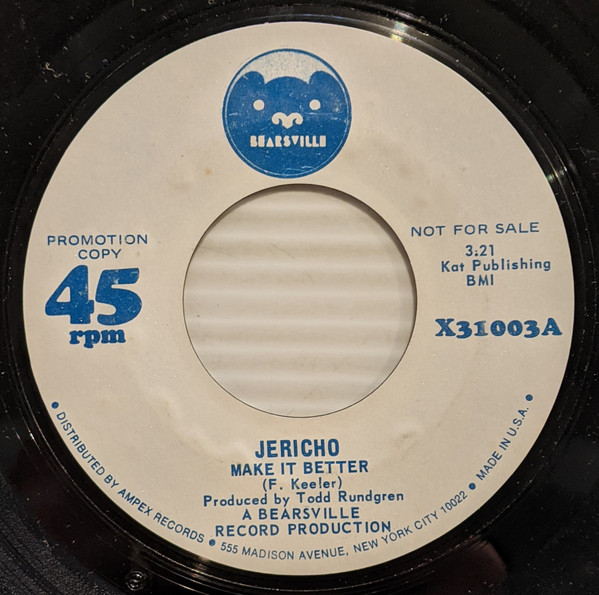 BEARSVILLE
PROMOTION
COPY
45
rpm
NOT FOR SALE
3:21
Kat Publishing
BMI
X31003A
JERICHO
MAKE IT BETTER
(F. Keeler)
Produced by Todd Rundgren
A BEARSVILLE
RECORD PRODUCTION
• DISTRIBUTED BY AMPEX RECORDS • 555 MADISON AVENUE, NEW YORK CITY 10022 • MADE IN U.S.A. •